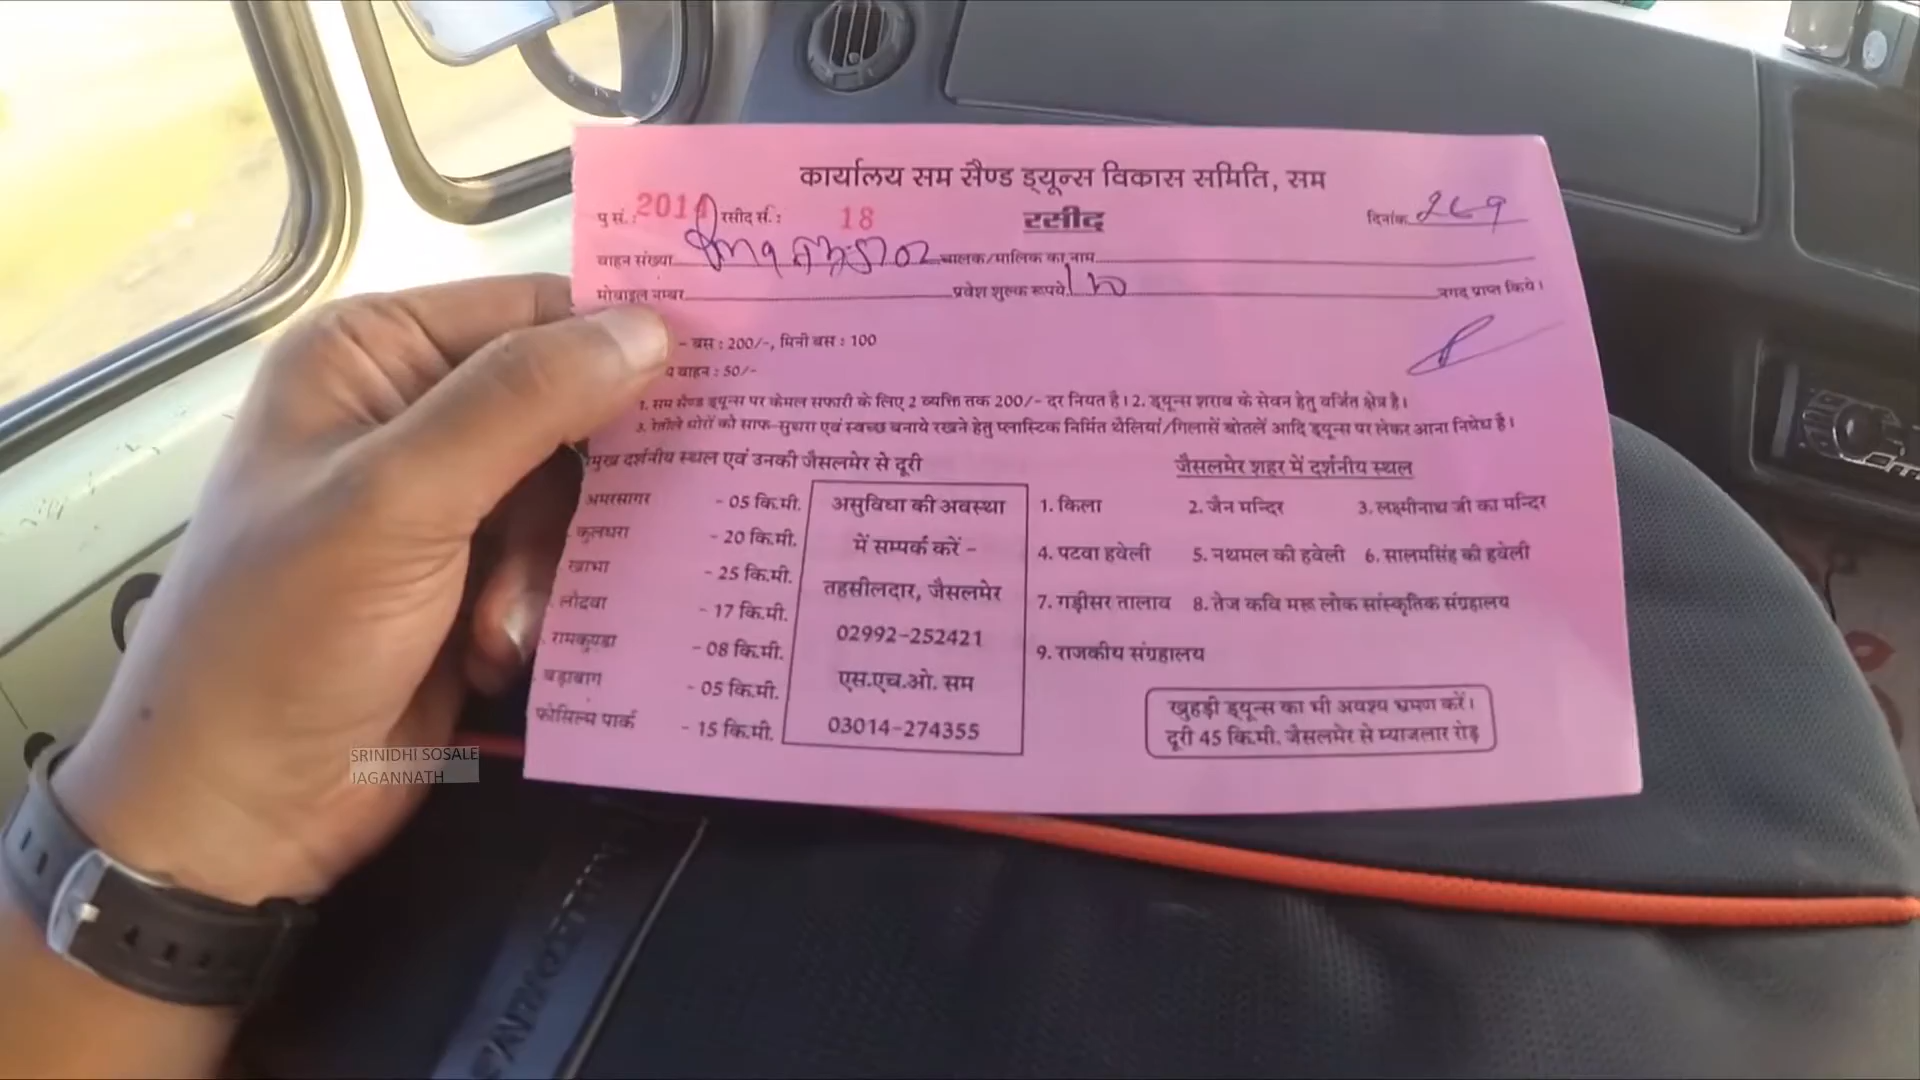 कार्यालय सम सैण्ड ड्यून्स विकास समिति, सम
पु सं.: 201 रसीद सं.: 18 रसीद दिनांक
वाहन संख्या चालक/मालिक का नाम
मोबाइल नम्बर प्रवेश शुल्क रूपये नगद प्राप्त किये।
- बस : 200/-, मिनी बस : 100
य वाहन : 50/-
1. सम सैण्ड ड्यून्स पर केमल सफारी के लिए 2 व्यक्ति तक 200/- दर नियत है। 2. ड्यून्स शराब के सेवन हेतु वर्जित क्षेत्र है।
3. रेतीले धोरों को साफ-सुथरा एवं स्वच्छ बनाये रखने हेतु प्लास्टिक निर्मित थैलियां/गिलासें बोतलें आदि ड्यून्स पर लेकर आना निषेध है।
मुख दर्शनीय स्थल एवं उनकी जैसलमेर से दूरी
अमरसागर - 05 कि.मी.
कुलधरा - 20 कि.मी.
खाभा - 25 कि.मी.
लोदवा - 17 कि.मी.
रामकुण्डा - 08 कि.मी.
बड़ाबाग - 05 कि.मी.
फोसिल्स पार्क - 15 कि.मी.
असुविधा की अवस्था
में सम्पर्क करें -
तहसीलदार, जैसलमेर
02992-252421
एस.एच.ओ. सम
03014-274355
जैसलमेर शहर में दर्शनीय स्थल
1. किला 2. जैन मन्दिर 3. लक्ष्मीनाथ जी का मन्दिर
4. पटवा हवेली 5. नथमल की हवेली 6. सालमसिंह की हवेली
7. गड़ीसर तालाव 8. तेज कवि मरू लोक सांस्कृतिक संग्रहालय
9. राजकीय संग्रहालय
खुहड़ी ड्यून्स का भी अवश्य भ्रमण करें।
दूरी 45 कि.मी. जैसलमेर से म्याजलार रोड़
SRINIDHI SOSALE
JAGANNATH